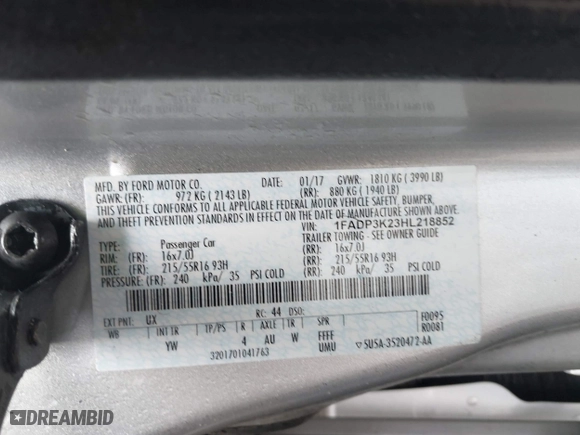 MFD. BY FORD MOTOR CO. DATE: 01/17 GVWR: 1810 KG ( 3990 LB)
GAWR: (FR): 972 KG ( 2143 LB) (RR): 880 KG ( 1940 LB)
THIS VEHICLE CONFORMS TO ALL APPLICABLE FEDERAL MOTOR VEHICLE SAFETY, BUMPER,
AND THEFT PREVENTION STANDARDS IN EFFECT ON THE DATE OF MANUFACTURE SHOWN ABOVE.
VIN: 1FADP3K23HL218852
TYPE: Passenger Car TRAILER TOWING - SEE OWNER GUIDE
RIM: (FR): 16x7.0J (RR): 16x7.0J
TIRE: (FR): 215/55R16 93H (RR): 215/55R16 93H
PRESSURE: (FR): 240 kPa/ 35 PSI COLD (RR): 240 kPa/ 35 PSI COLD
EXT PNT: UX RC: 44 DSO: F0095
WB INT TR TP/PS R AXLE TR SPR R0081
YW 4 AU W FFFF
UMU
3201701041763 ▽5U5A-3520472-AA
DREAMBID